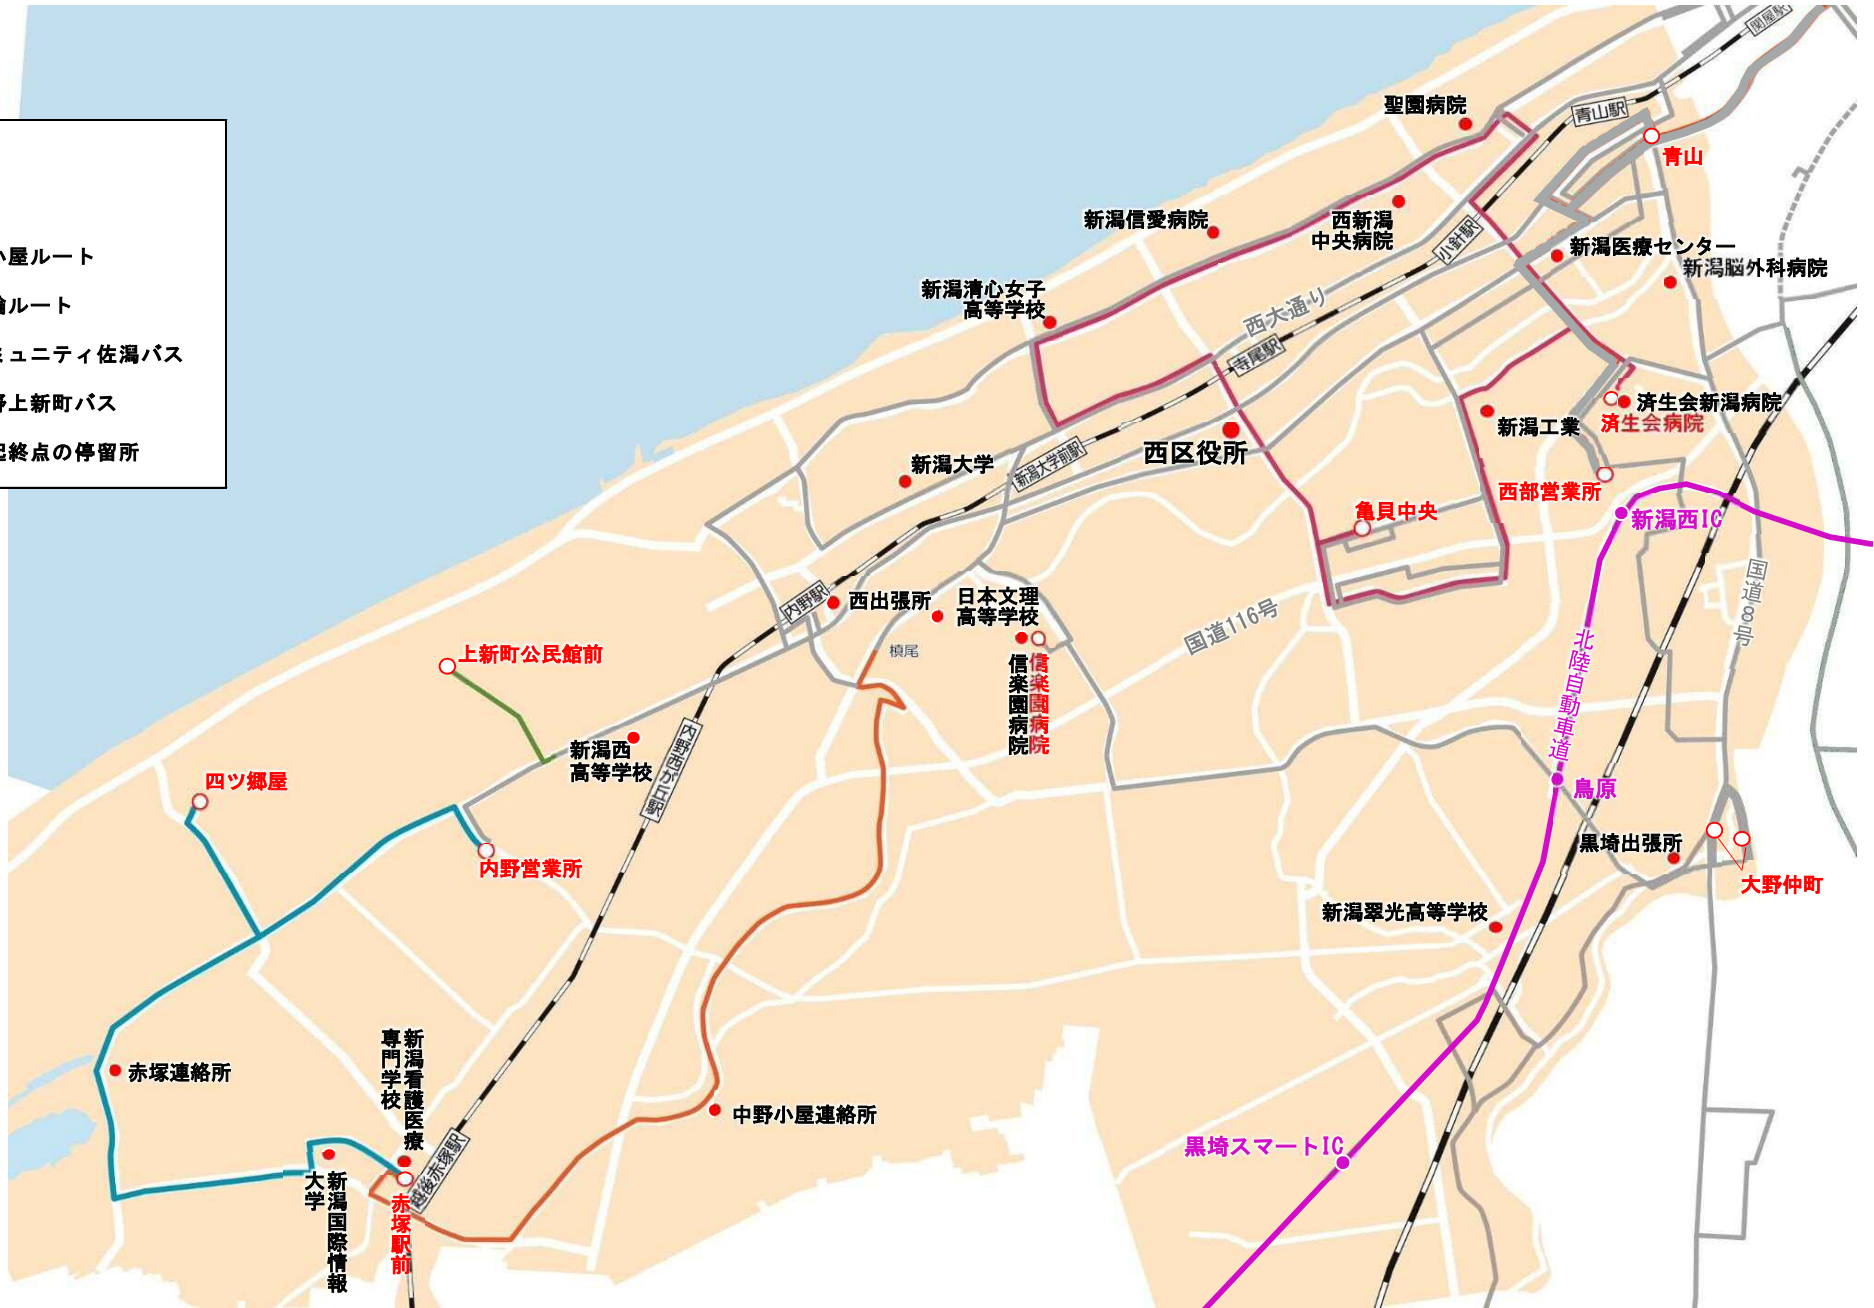 関屋駅
聖園病院
青山駅
青山
新潟信愛病院
西新潟
中央病院
小針駅
新潟医療センター
新潟脳外科病院
小屋ルート
ルート
ミュニティ佐潟バス
上新町バス
終点の停留所
新潟清心女子
高等学校
西大通り
寺尾駅
新潟工業
済生会新潟病院
済生会病院
西区役所
新潟大学前駅
新潟大学
西部営業所
亀貝中央
新潟西IC
国道8号
内野駅
西出張所
日本文理
高等学校
槙尾
国道116号
信楽園病院
信楽園病院
北陸自動車道
上新町公民館前
新潟西
高等学校
内野西が丘駅
四ツ郷屋
内野営業所
鳥原
黒埼出張所
大野仲町
新潟翠光高等学校
赤塚連絡所
新潟看護医療
専門学校
中野小屋連絡所
越後赤塚駅
黒埼スマートIC
新潟国際情報
大学
赤塚駅前